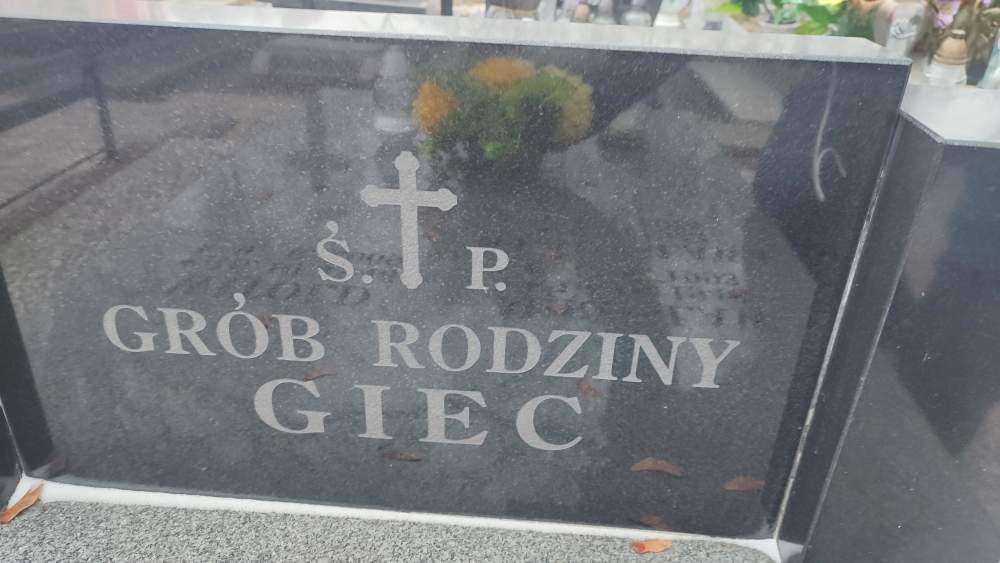 Ś. P.
GRÓB RODZINY
GIEC